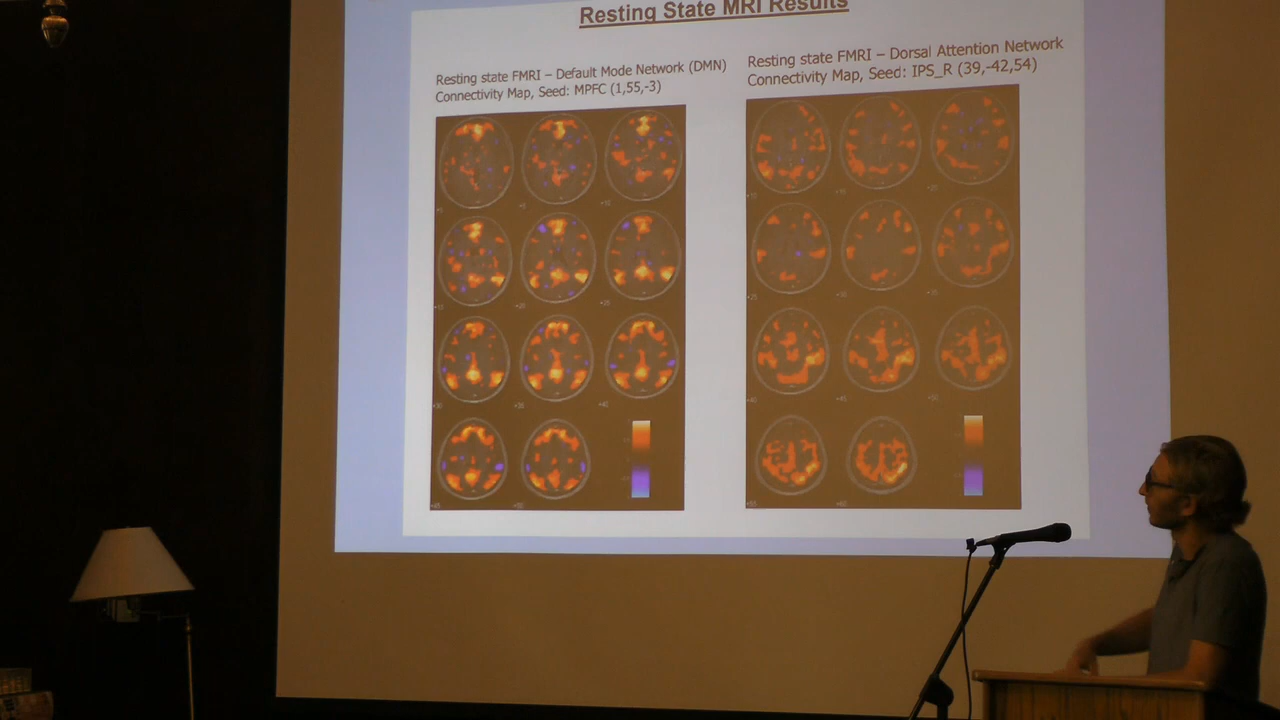 Resting State MRI Results
Resting state FMRI – Default Mode Network (DMN)
Connectivity Map, Seed: MPFC (1,55,-3)
Resting state FMRI – Dorsal Attention Network
Connectivity Map, Seed: IPS_R (39,-42,54)